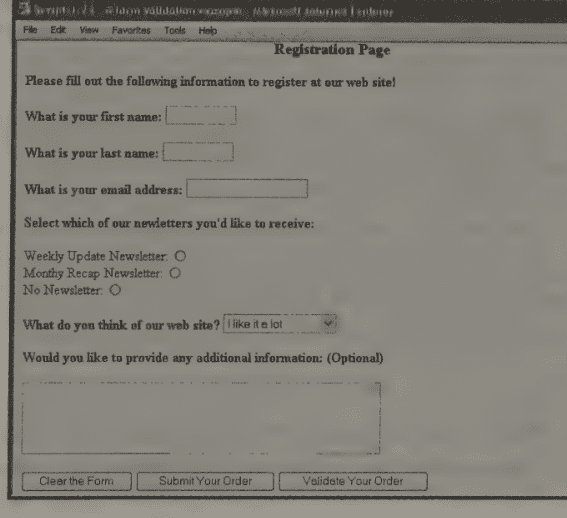 Microsoft Internet Explorer
File Edit View Favorites Tools Help
Registration Page
Please fill out the following information to register at our web site!
What is your first name:
What is your last name:
What is your email address:
Select which of our newletters you'd like to receive:
Weekly Update Newsletter:
Monthy Recap Newsletter:
No Newsletter:
What do you think of our web site? I like it a lot
Would you like to provide any additional information: (Optional)
Clear the Form Submit Your Order Validate Your Order